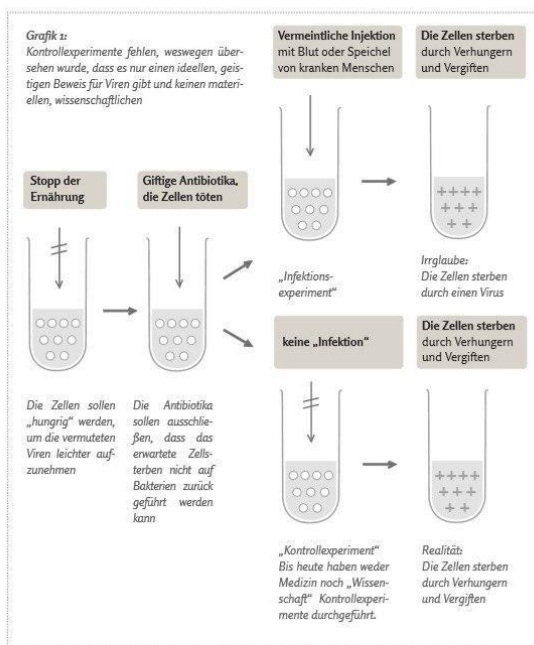 Grafik 1:
Kontrollexperimente fehlen, weswegen über-
sehen wurde, dass es nur einen ideellen, geis-
tigen Beweis für Viren gibt und keinen materi-
ellen, wissenschaftlichen
Vermeintliche Injektion
mit Blut oder Speichel
von kranken Menschen
Die Zellen sterben
durch Verhungern
und Vergiften
Stopp der
Ernährung
Giftige Antibiotika,
die Zellen töten
„Infektions-
experiment“
Irrglaube:
Die Zellen sterben
durch einen Virus
keine „Infektion“
Die Zellen sterben
durch Verhungern
und Vergiften
Die Zellen sollen
„hungrig“ werden,
um die vermuteten
Viren leichter auf-
zunehmen
Die Antibiotika
sollen ausschlie-
ßen, dass das
erwartete Zells-
terben nicht auf
Bakterien zurück
geführt werden
kann
„Kontrollexperiment“
Bis heute haben weder
Medizin noch „Wissen-
schaft“ Kontrollexperi-
mente durchgeführt.
Realität:
Die Zellen sterben
durch Verhungern
und Vergiften